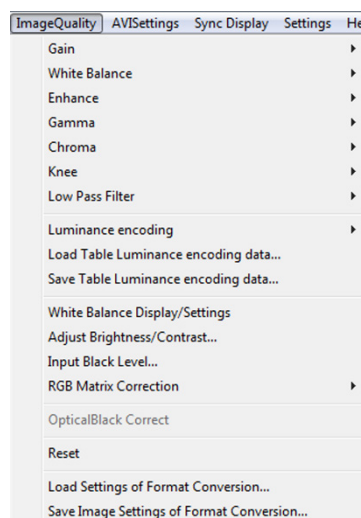 ImageQuality AVISettings Sync Display Settings He
Gain
White Balance
Enhance
Gamma
Chroma
Knee
Low Pass Filter
Luminance encoding
Load Table Luminance encoding data...
Save Table Luminance encoding data...
White Balance Display/Settings
Adjust Brightness/Contrast...
Input Black Level...
RGB Matrix Correction
OpticalBlack Correct
Reset
Load Settings of Format Conversion...
Save Image Settings of Format Conversion...